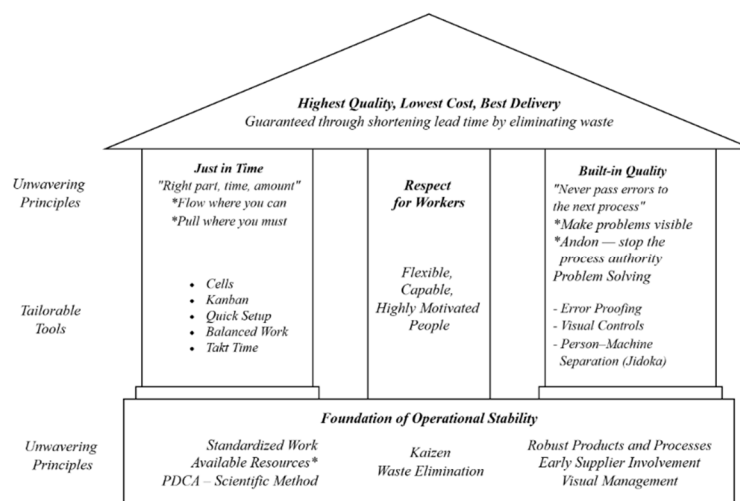 Highest Quality, Lowest Cost, Best Delivery
Guaranteed through shortening lead time by eliminating waste
Unwavering
Principles
Just in Time
"Right part, time, amount"
*Flow where you can
*Pull where you must
Respect
for Workers
Built-in Quality
"Never pass errors to
the next process"
*Make problems visible
*Andon — stop the
process authority
Problem Solving
Tailorable
Tools
• Cells
• Kanban
• Quick Setup
• Balanced Work
• Takt Time
Flexible,
Capable,
Highly Motivated
People
- Error Proofing
- Visual Controls
- Person–Machine
Separation (Jidoka)
Foundation of Operational Stability
Unwavering
Principles
Standardized Work
Available Resources*
PDCA – Scientific Method
Kaizen
Waste Elimination
Robust Products and Processes
Early Supplier Involvement
Visual Management